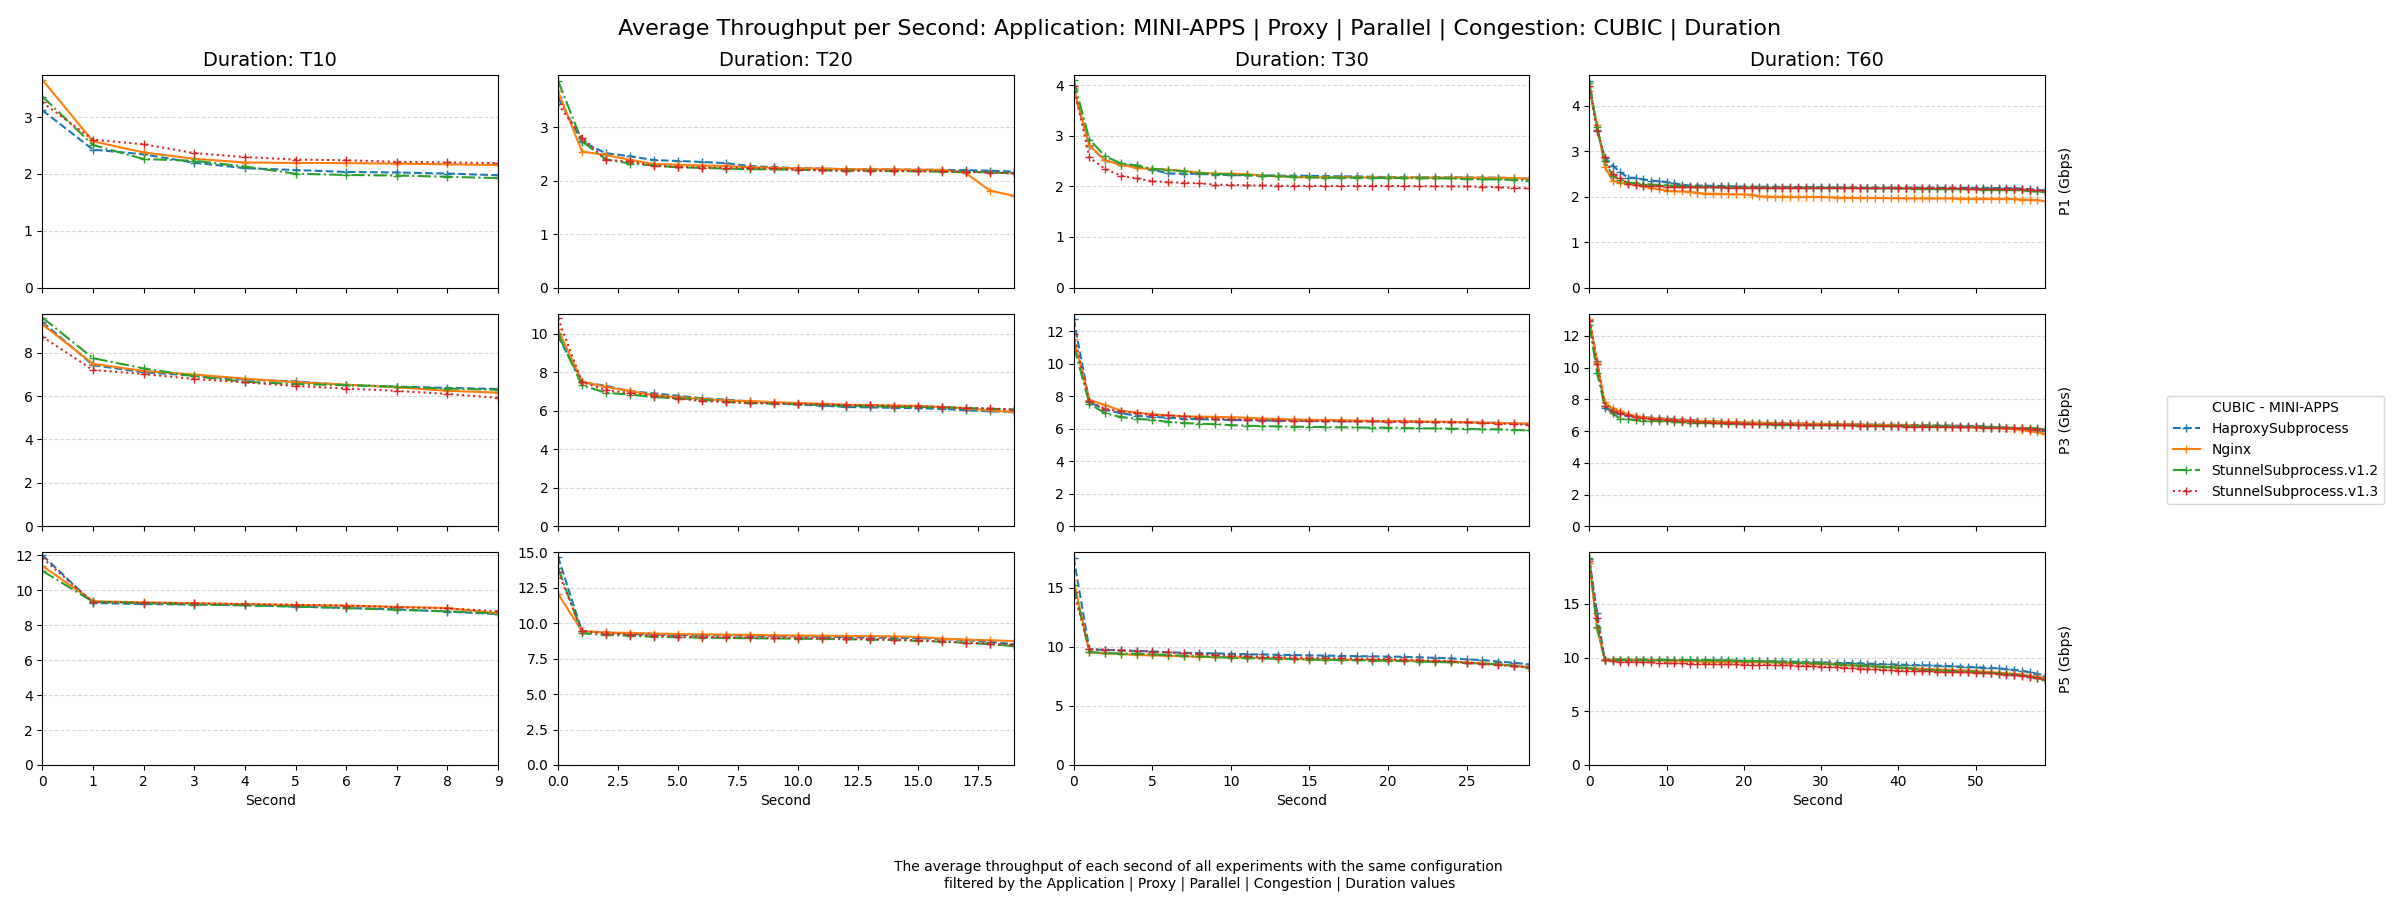 Average Throughput per Second: Application: MINI-APPS | Proxy | Parallel | Congestion: CUBIC | Duration
Duration: T10
Duration: T20
Duration: T30
Duration: T60
3
2
1
0
3
2
1
0
4
3
2
1
0
4
3
2
1
0
P1 (Gbps)
8
6
4
2
0
10
8
6
4
2
0
12
10
8
6
4
2
0
12
10
8
6
4
2
0
P3 (Gbps)
CUBIC - MINI-APPS
HaproxySubprocess
Nginx
StunnelSubprocess.v1.2
StunnelSubprocess.v1.3
12
10
8
6
4
2
0
15.0
12.5
10.0
7.5
5.0
2.5
0.0
15
10
5
0
15
10
5
0
P5 (Gbps)
0 1 2 3 4 5 6 7 8 9
0.0 2.5 5.0 7.5 10.0 12.5 15.0 17.5
0 5 10 15 20 25
0 10 20 30 40 50
Second
Second
Second
Second
The average throughput of each second of all experiments with the same configuration
filtered by the Application | Proxy | Parallel | Congestion | Duration values